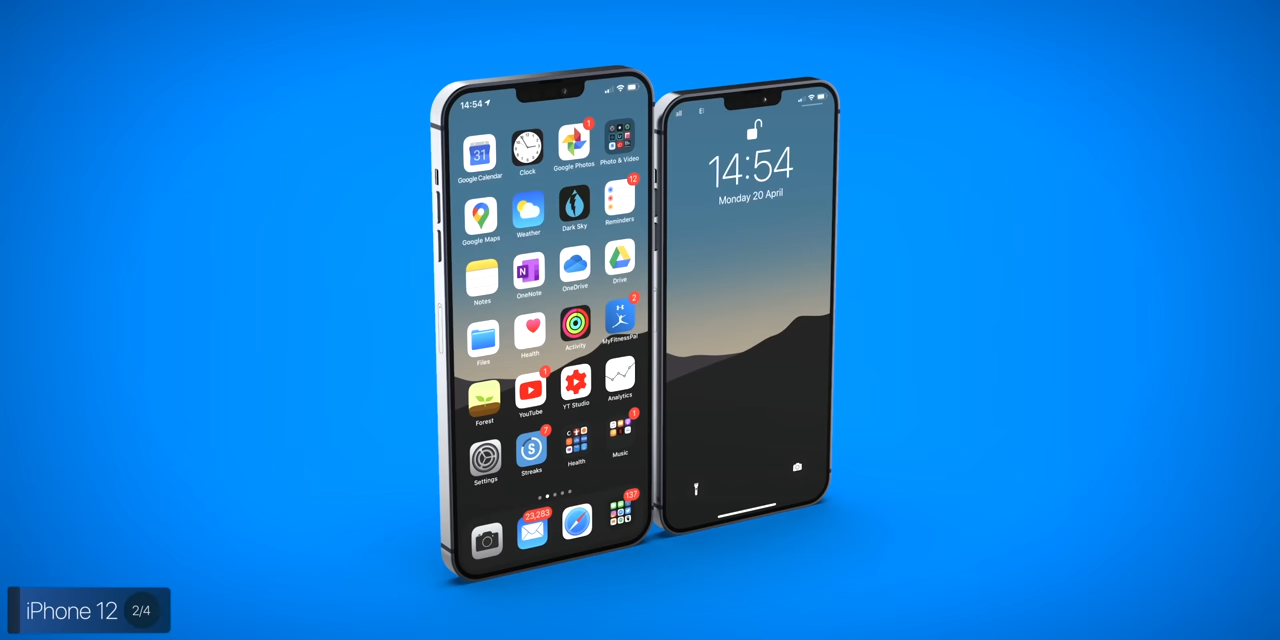 14:54
1
31
Google Calendar
Clock
Google Photos
Photo & Video
12
Google Maps
Weather
Dark Sky
Reminders
N
Notes
OneNote
OneDrive
Drive
2
Files
Health
Activity
MyFitnessPal
1
Forest
YouTube
YT Studio
Analytics
7
1
S
Settings
Streaks
Health
Music
23,283
137
14:54
Monday 20 April
iPhone 12
2/4